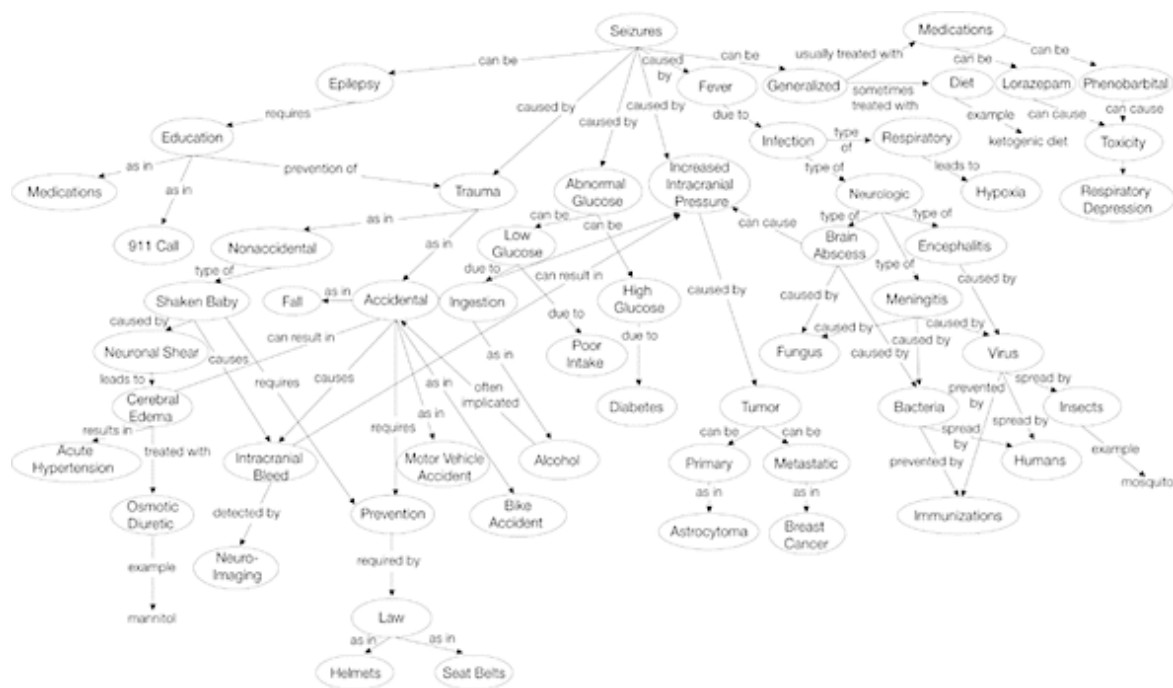 Seizures
Medications
can be
can be
caused
by
can be
usually treated with
can be
can be
Epilepsy
Fever
Generalized
sometimes
treated with
Diet
Lorazepam
Phenobarbital
requires
caused by
caused by
caused by
due to
example
can cause
can cause
Education
Infection
type
of
Respiratory
ketogenic diet
Toxicity
as in
as in
prevention of
type of
leads to
Medications
Trauma
Abnormal
Glucose
Increased
Intracranial
Pressure
Neurologic
Hypoxia
Respiratory
Depression
911 Call
Nonaccidental
as in
as in
can be
can be
Low
Glucose
can cause
type of
type of
type of
Brain
Abscess
Encephalitis
type of
due to
can result in
Shaken Baby
Fall
as in
Accidental
Ingestion
High
Glucose
caused by
caused by
Meningitis
caused by
caused by
causes
can result in
due to
due to
caused by
caused by
caused by
Neuronal Shear
Poor
Intake
Fungus
caused by
Virus
leads to
requires
causes
as in
as in
often
implicated
as in
prevented
by
spread by
Cerebral
Edema
requires
Diabetes
Tumor
Bacteria
Insects
results in
treated with
can be
can be
spread
by
spread by
example
Acute
Hypertension
Intracranial
Bleed
Motor Vehicle
Accident
Alcohol
Primary
Metastatic
prevented by
Humans
mosquito
Osmotic
Diuretic
detected by
Prevention
Bike
Accident
as in
as in
Immunizations
Astrocytoma
Breast
Cancer
example
Neuro-
Imaging
required by
mannitol
Law
as in
as in
Helmets
Seat Belts